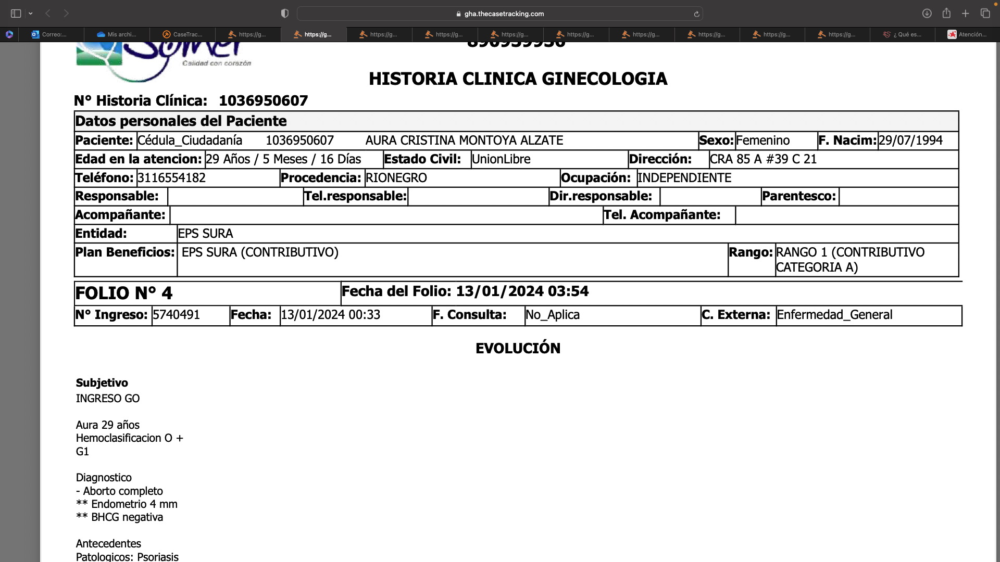 gha.thecasetracking.com
Correo:... Mis archi... CaseTrac... https://g... https://g... https://g... https://g... https://g... https://g... https://g... https://g... https://g... https://g... ¿ Qué es... Atención...
Somer
Calidad con corazón
890939936
HISTORIA CLINICA GINECOLOGIA
N° Historia Clínica: 1036950607
Datos personales del Paciente
Paciente: Cédula_Ciudadanía 1036950607 AURA CRISTINA MONTOYA ALZATE Sexo: Femenino F. Nacim: 29/07/1994
Edad en la atencion: 29 Años / 5 Meses / 16 Días Estado Civil: UnionLibre Dirección: CRA 85 A #39 C 21
Teléfono: 3116554182 Procedencia: RIONEGRO Ocupación: INDEPENDIENTE
Responsable: Tel.responsable: Dir.responsable: Parentesco:
Acompañante: Tel. Acompañante:
Entidad: EPS SURA
Plan Beneficios: EPS SURA (CONTRIBUTIVO) Rango: RANGO 1 (CONTRIBUTIVO
CATEGORIA A)
FOLIO N° 4 Fecha del Folio: 13/01/2024 03:54
N° Ingreso: 5740491 Fecha: 13/01/2024 00:33 F. Consulta: No_Aplica C. Externa: Enfermedad_General
EVOLUCIÓN
Subjetivo
INGRESO GO
Aura 29 años
Hemoclasificacion O +
G1
Diagnostico
- Aborto completo
** Endometrio 4 mm
** BHCG negativa
Antecedentes
Patologicos: Psoriasis